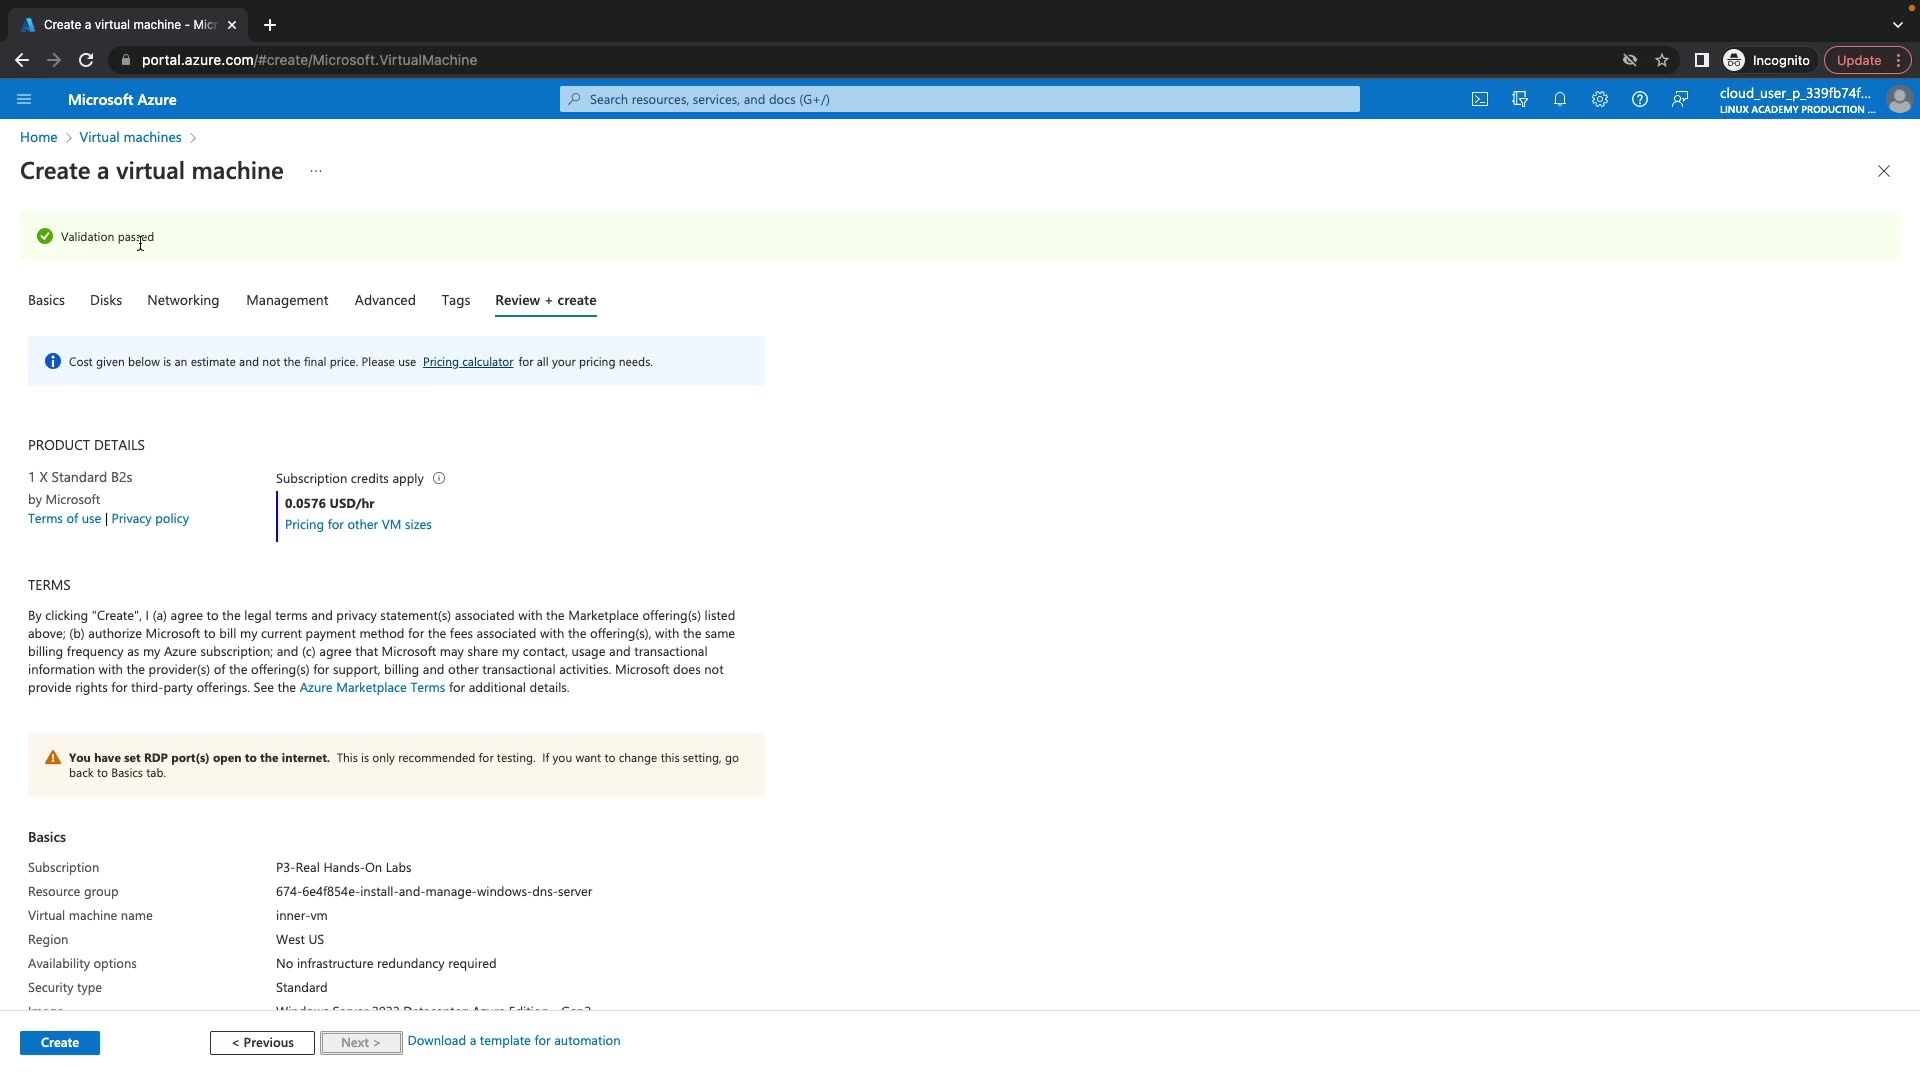 Create a virtual machine - Micr
portal.azure.com/#create/Microsoft.VirtualMachine
Incognito
Update
Microsoft Azure
Search resources, services, and docs (G+/)
cloud_user_p_339fb74f...
LINUX ACADEMY PRODUCTION ...
Home > Virtual machines >
Create a virtual machine ...
Validation passed
Basics Disks Networking Management Advanced Tags Review + create
Cost given below is an estimate and not the final price. Please use Pricing calculator for all your pricing needs.
PRODUCT DETAILS
1 X Standard B2s
by Microsoft
Terms of use | Privacy policy
Subscription credits apply
0.0576 USD/hr
Pricing for other VM sizes
TERMS
By clicking "Create", I (a) agree to the legal terms and privacy statement(s) associated with the Marketplace offering(s) listed
above; (b) authorize Microsoft to bill my current payment method for the fees associated with the offering(s), with the same
billing frequency as my Azure subscription; and (c) agree that Microsoft may share my contact, usage and transactional
information with the provider(s) of the offering(s) for support, billing and other transactional activities. Microsoft does not
provide rights for third-party offerings. See the Azure Marketplace Terms for additional details.
You have set RDP port(s) open to the internet. This is only recommended for testing. If you want to change this setting, go
back to Basics tab.
Basics
Subscription P3-Real Hands-On Labs
Resource group 674-6e4f854e-install-and-manage-windows-dns-server
Virtual machine name inner-vm
Region West US
Availability options No infrastructure redundancy required
Security type Standard
Create
< Previous
Next >
Download a template for automation